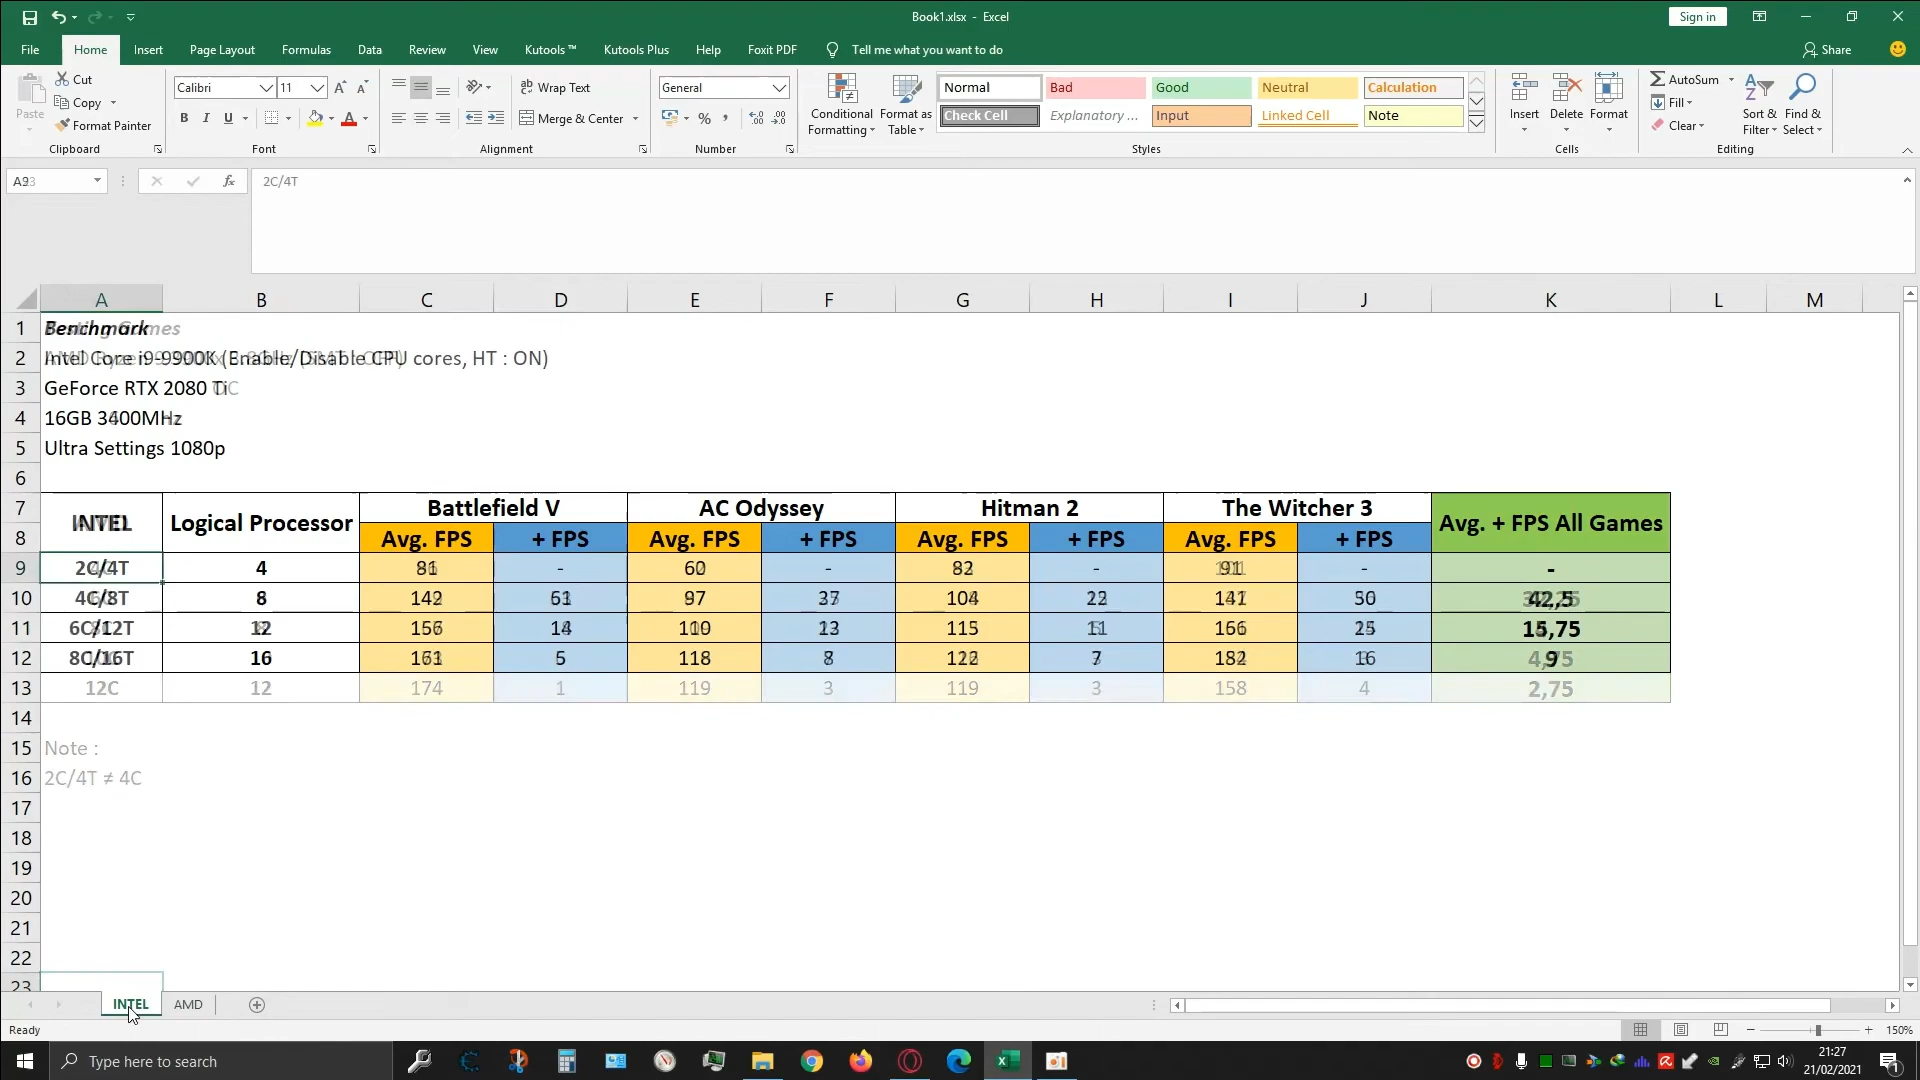 Book1.xlsx - Excel
Sign in
File Home Insert Page Layout Formulas Data Review View Kutools ™ Kutools Plus Help Foxit PDF Tell me what you want to do Share
Paste Cut Copy Format Painter Clipboard
Calibri 11 B I U Font
Wrap Text Merge & Center Alignment
General % , Number
Conditional Formatting Format as Table
Normal Bad Good Neutral Calculation
Check Cell Explanatory ... Input Linked Cell Note
Styles
Insert Delete Format Cells
AutoSum Fill Clear Sort & Filter Find & Select Editing
fx 2C/4T
A B C D E F G H I J K L M
1 Benchmark
2 Intel Core i9-9900K (Enable/Disable CPU cores, HT : ON)
3 GeForce RTX 2080 Ti
4 16GB 3400MHz
5 Ultra Settings 1080p
6
7 INTEL Logical Processor Battlefield V AC Odyssey Hitman 2 The Witcher 3 Avg. + FPS All Games
8 Avg. FPS + FPS Avg. FPS + FPS Avg. FPS + FPS Avg. FPS + FPS
9 2C/4T 4 81 - 60 - 82 - 91 - -
10 4C/8T 8 142 61 97 37 104 22 141 50 42,5
11 6C/12T 12 156 14 110 13 115 11 166 25 15,75
12 8C/16T 16 161 5 118 8 122 7 182 16 9
13 12C 12 174 1 119 3 119 3 158 4 2,75
14
15 Note :
16 2C/4T ≠ 4C
17
18
19
20
21
22
23
INTEL AMD
Ready 150%
Type here to search
21:27
21/02/2021
1